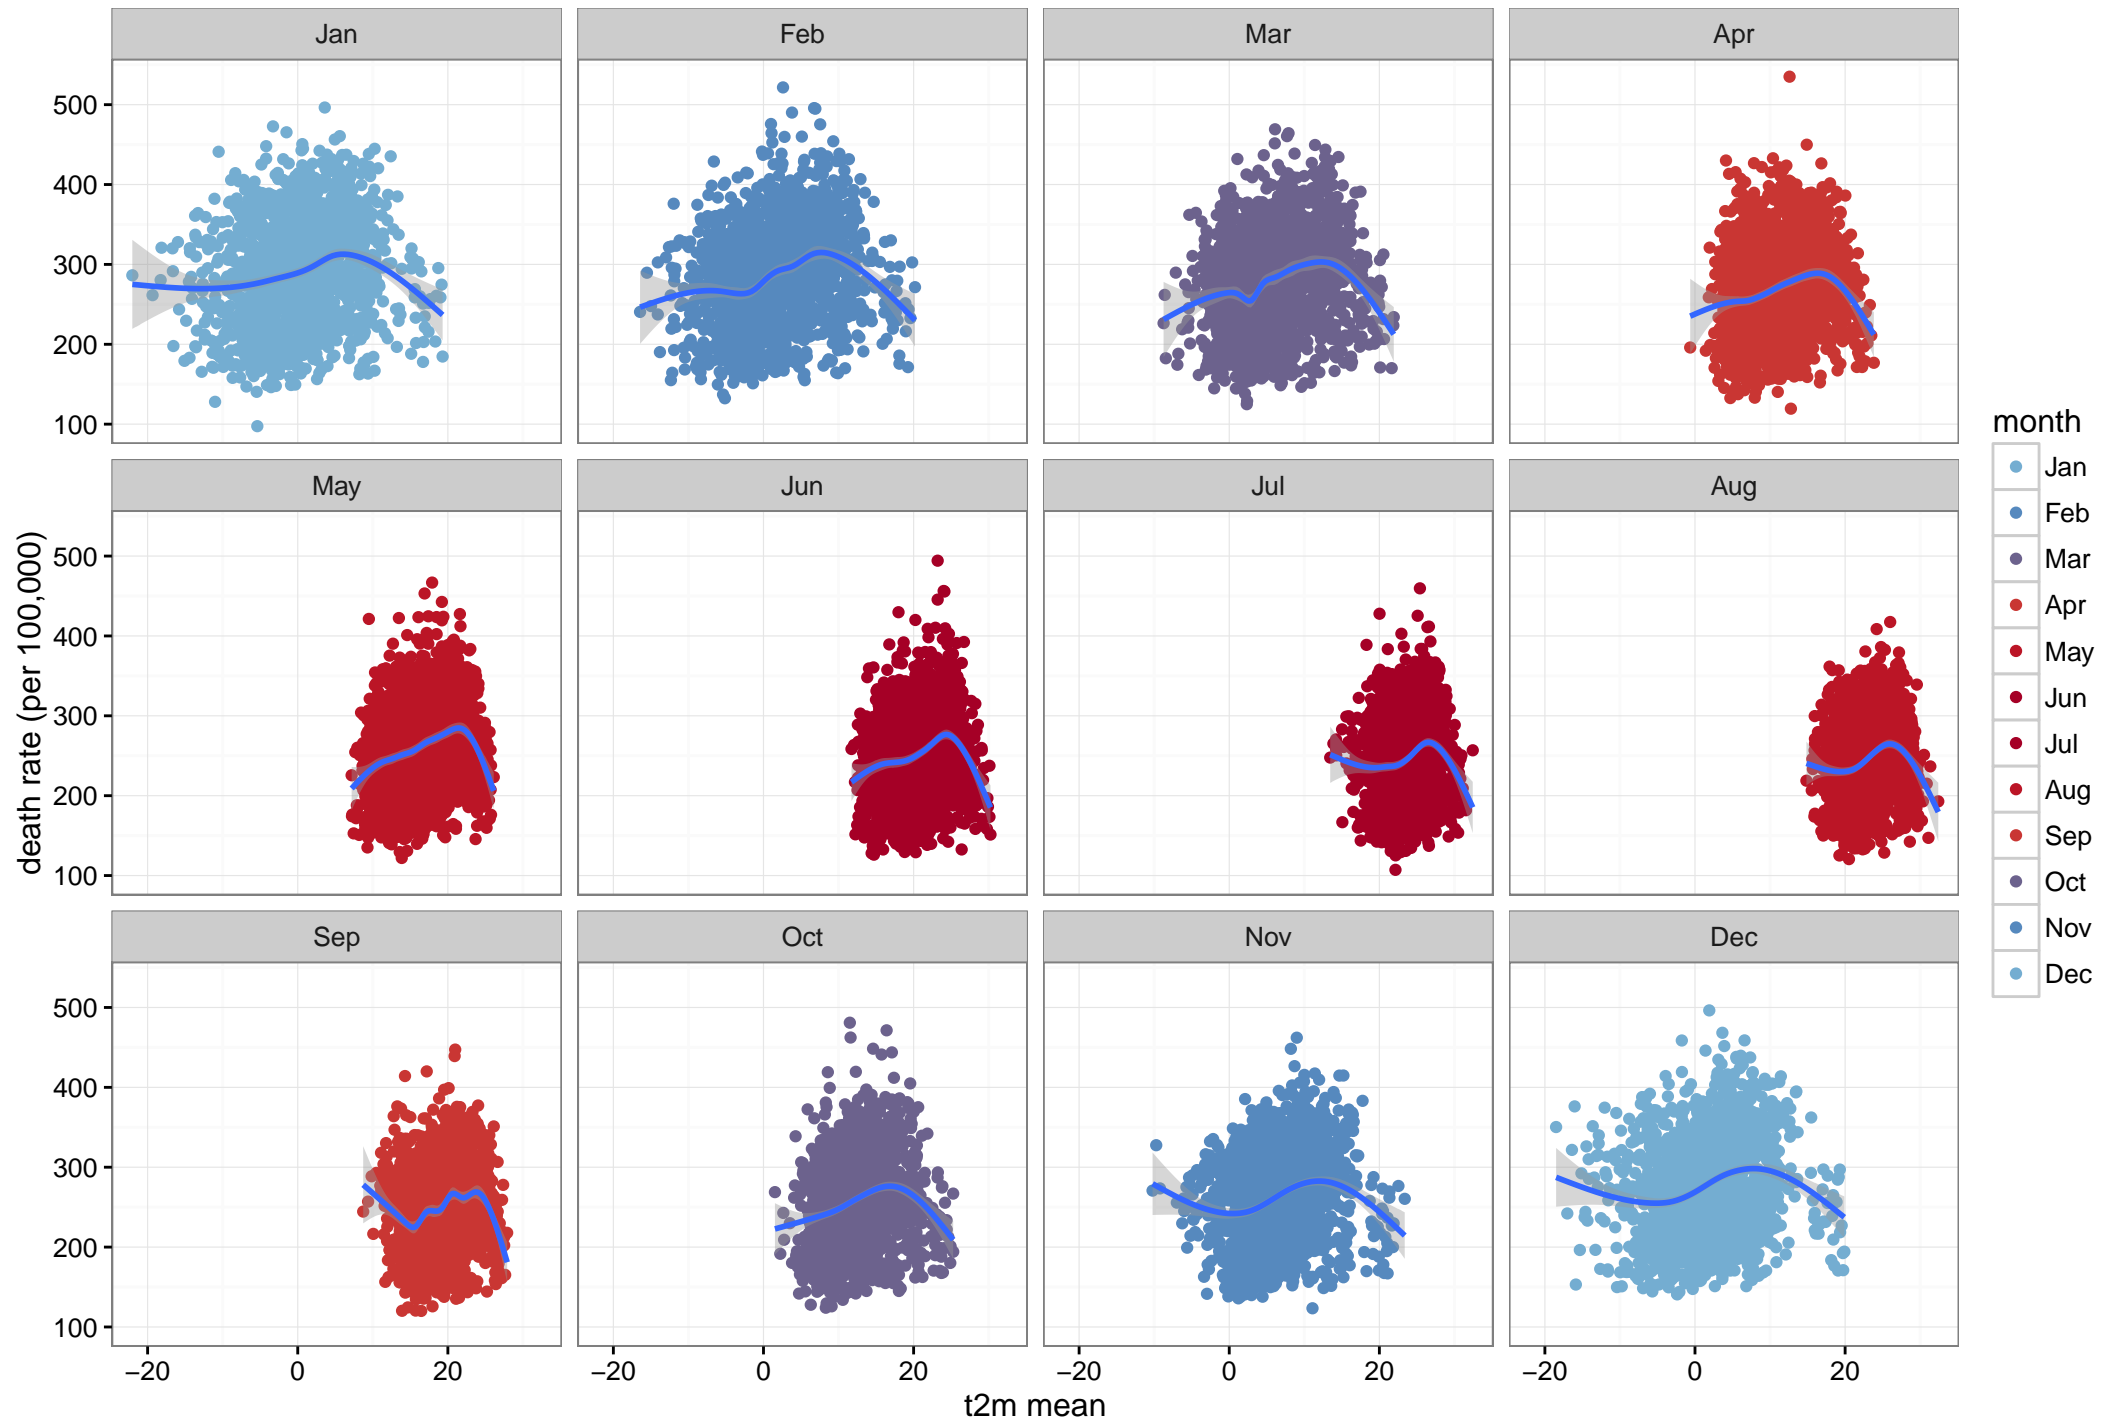 Jan Feb Mar Apr
500
400
300
200
100
May Jun Jul Aug
500
400
300
200
100
Sep Oct Nov Dec
500
400
300
200
100
−20 0 20 −20 0 20 −20 0 20 −20 0 20
t2m mean
death rate (per 100,000)
month
Jan
Feb
Mar
Apr
May
Jun
Jul
Aug
Sep
Oct
Nov
Dec